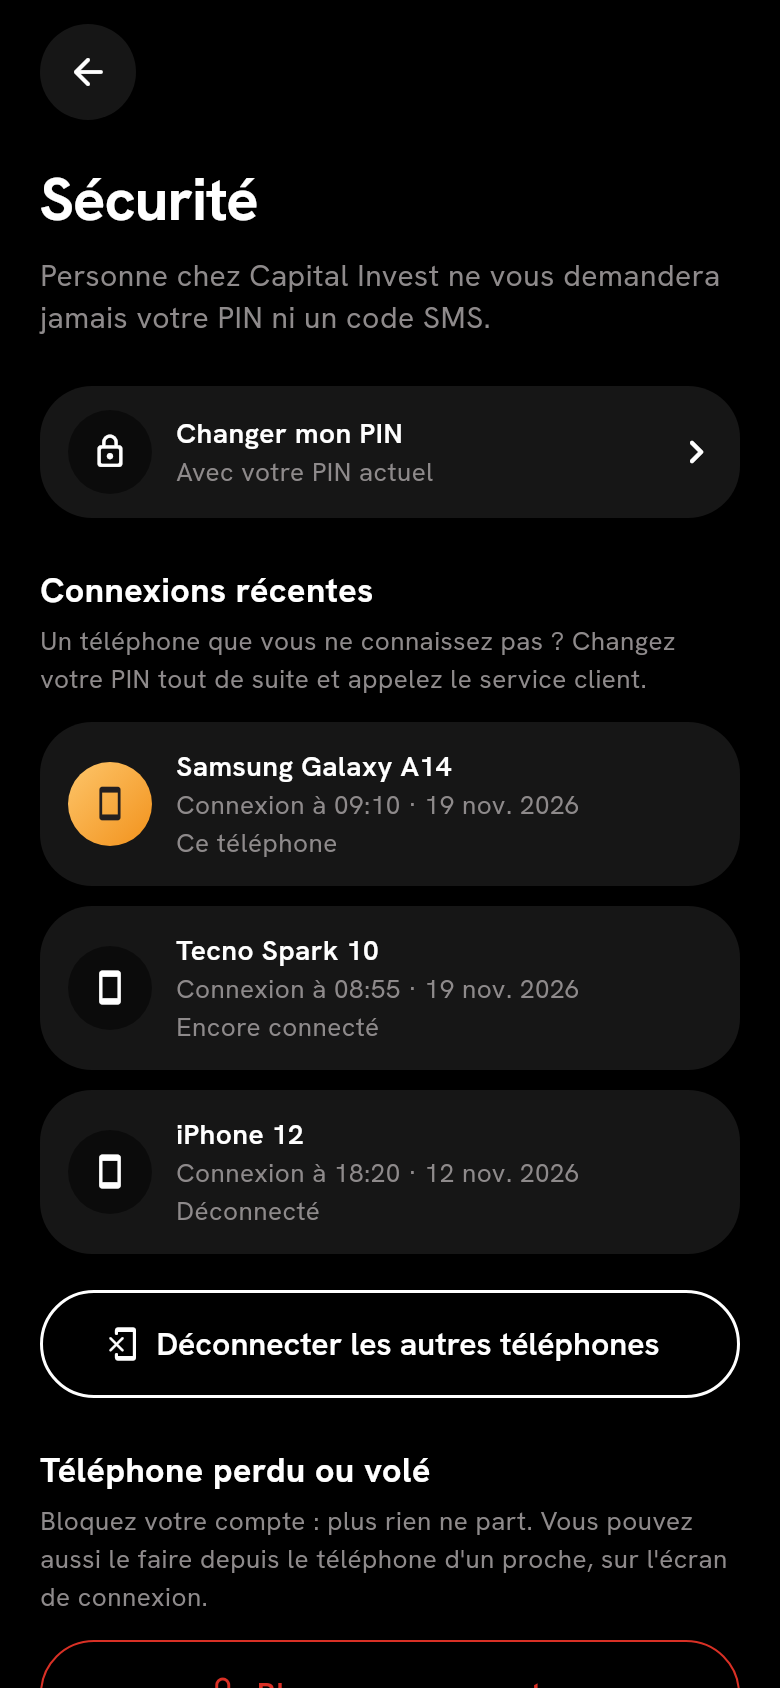 Sécurité
Personne chez Capital Invest ne vous demandera
jamais votre PIN ni un code SMS.
Changer mon PIN
Avec votre PIN actuel
Connexions récentes
Un téléphone que vous ne connaissez pas ? Changez
votre PIN tout de suite et appelez le service client.
Samsung Galaxy A14
Connexion à 09:10 · 19 nov. 2026
Ce téléphone
Tecno Spark 10
Connexion à 08:55 · 19 nov. 2026
Encore connecté
iPhone 12
Connexion à 18:20 · 12 nov. 2026
Déconnecté
Déconnecter les autres téléphones
Téléphone perdu ou volé
Bloquez votre compte : plus rien ne part. Vous pouvez
aussi le faire depuis le téléphone d'un proche, sur l'écran
de connexion.